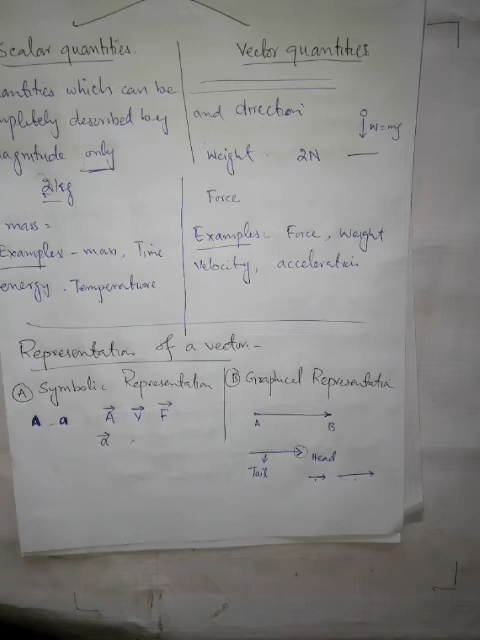 Scalar quantities.
antities which can be
mpletely described by
agnitude only
2kg
mass =
Examples - mass, Time
energy. Temperature
Vector quantities
and direction
W=mg
Weight. 2N
Force
Examples:- Force, Weight
Velocity, acceleration
Representation of a vector:-
(A) Symbolic Representation
A - a A V F
a
(B) Graphical Representation
A B
Head
Tail